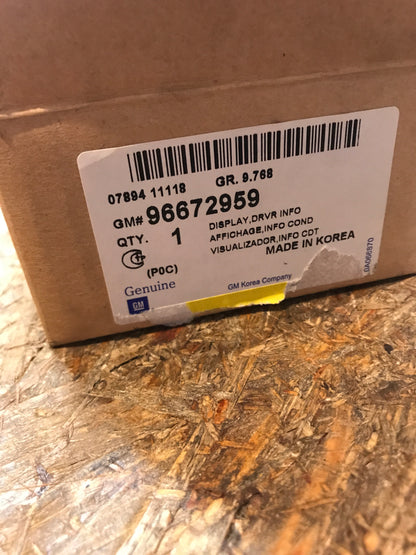 07894 11118 GR. 9.768
GM# 96672959
QTY. 1
DISPLAY,DRVR INFO
AFFICHAGE,INFO COND
VISUALIZADOR,INFO CDT
MADE IN KOREA
(P0C)
Genuine
GM
GM Korea Company